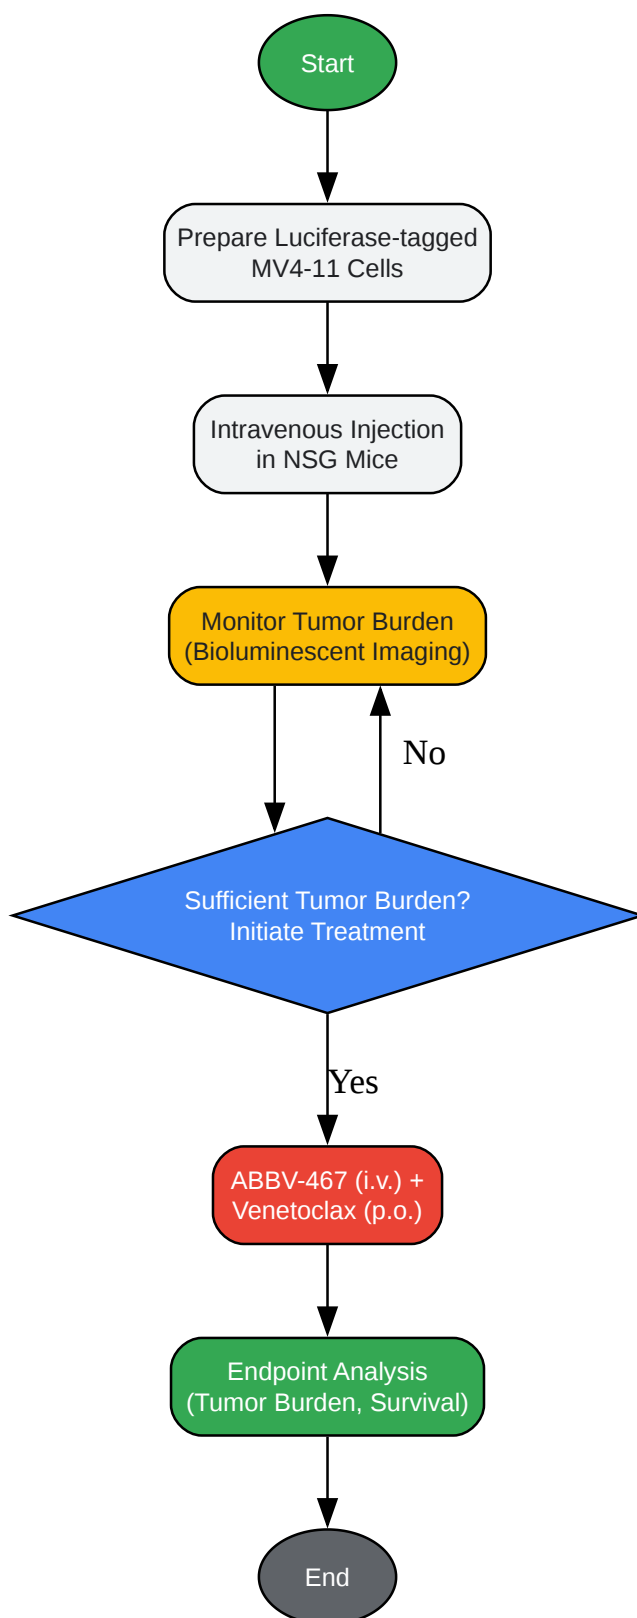 Start
Prepare Luciferase-tagged
MV4-11 Cells
Intravenous Injection
in NSG Mice
Monitor Tumor Burden
(Bioluminescent Imaging)
No
Sufficient Tumor Burden?
Initiate Treatment
Yes
ABBV-467 (i.v.) +
Venetoclax (p.o.)
Endpoint Analysis
(Tumor Burden, Survival)
End